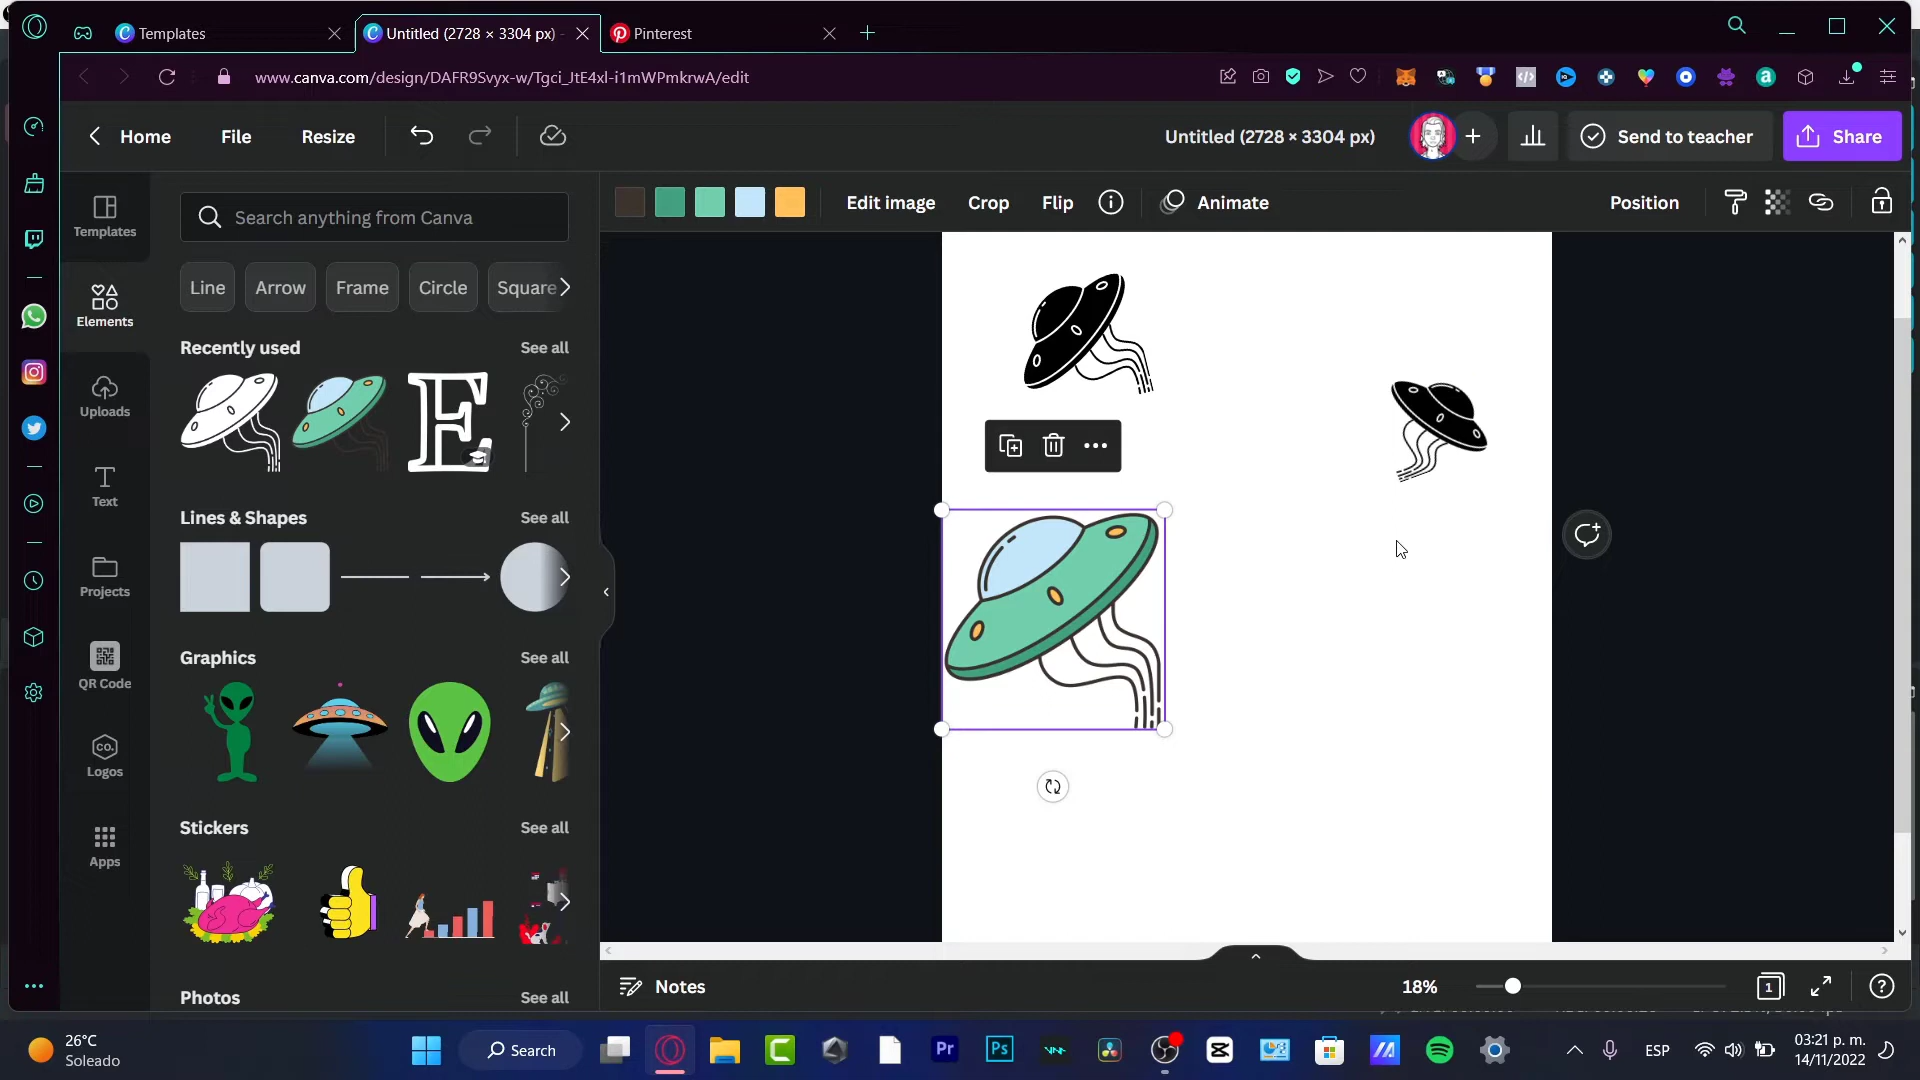 Templates
Untitled (2728 × 3304 px) -
Pinterest
www.canva.com/design/DAFR9Svyx-w/Tgci_JtE4xl-i1mWPmkrwA/edit
Home
File
Resize
Untitled (2728 × 3304 px)
Send to teacher
Share
Templates
Elements
Uploads
Text
Projects
QR Code
CO.
Logos
Apps
Search anything from Canva
Line
Arrow
Frame
Circle
Square
Recently used
See all
E
Lines & Shapes
See all
Graphics
See all
Stickers
See all
Photos
See all
Edit image
Crop
Flip
Animate
Position
Notes
18%
1
26°C
Soleado
Search
Pr
Ps
ESP
03:21 p. m.
14/11/2022